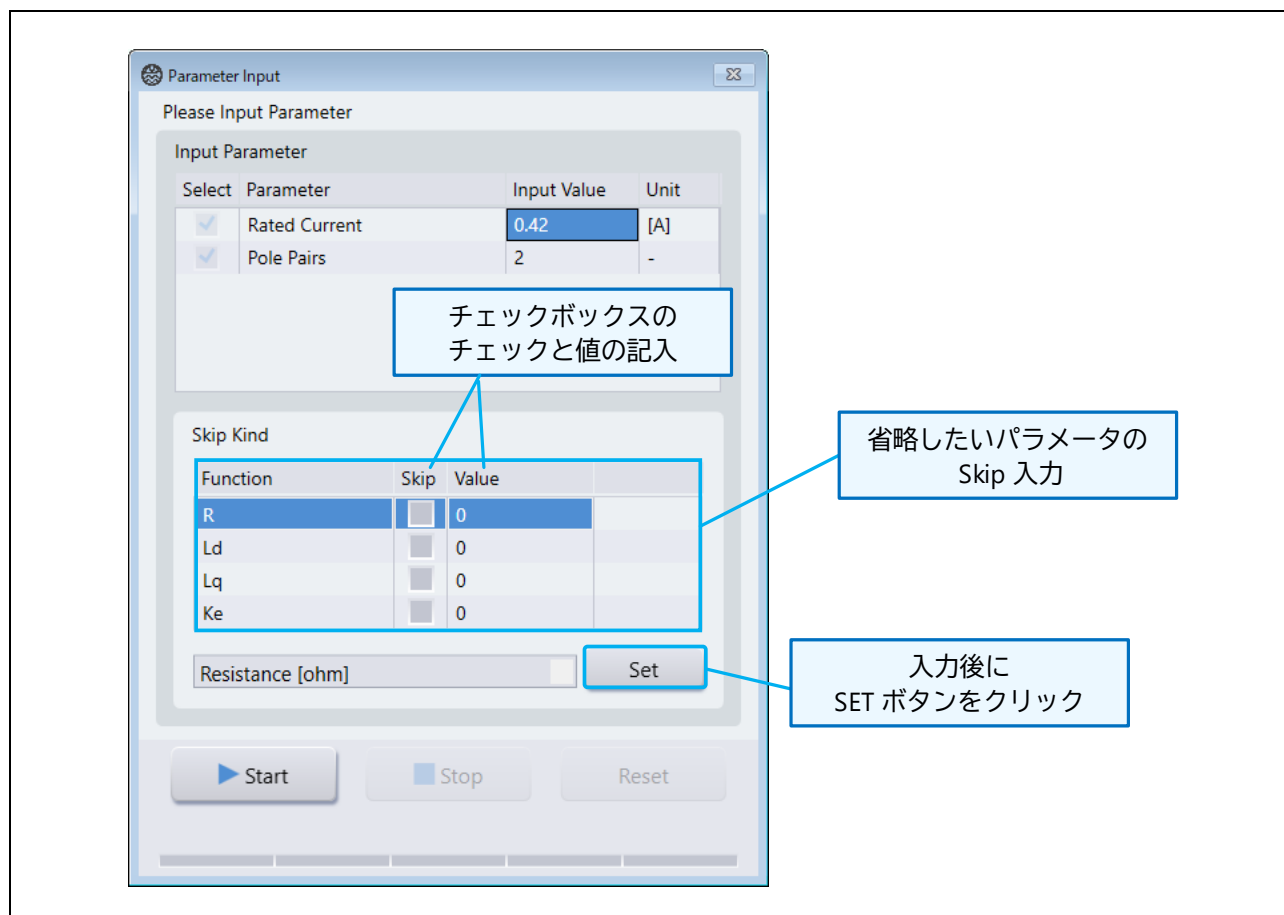 Parameter Input
Please Input Parameter
Input Parameter
Select Parameter Input Value Unit
Rated Current 0.42 [A]
Pole Pairs 2 -
チェックボックスの
チェックと値の記入
Skip Kind
Function Skip Value
R 0
Ld 0
Lq 0
Ke 0
省略したいパラメータの
Skip 入力
Resistance [ohm] Set
入力後に
SET ボタンをクリック
Start Stop Reset